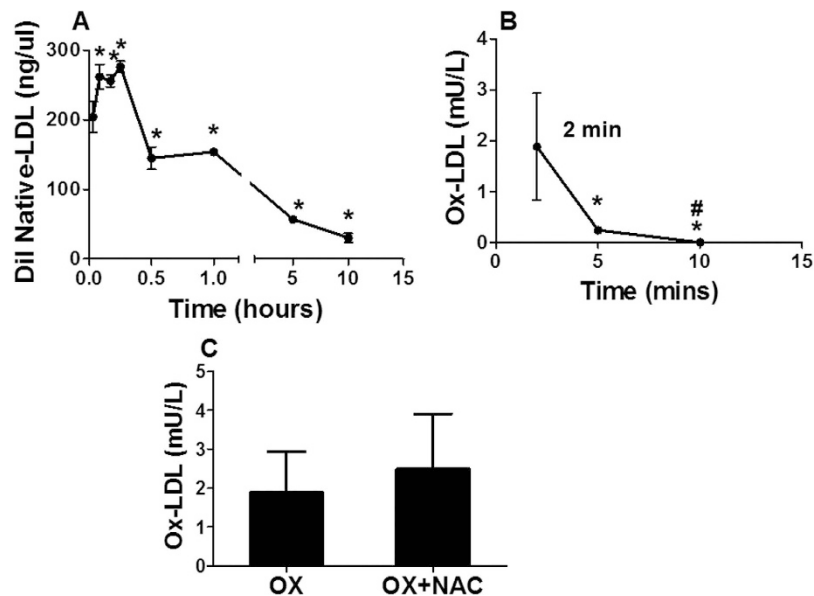 A
DiI Native-LDL (ng/ul)
300
200
100
0
* * * * * * * *
0.0 0.5 1.0 5 10 15
Time (hours)
B
Ox-LDL (mU/L)
4
3
2
1
0
2 min
*
#
*
0 5 10 15
Time (mins)
C
Ox-LDL (mU/L)
5
4
3
2
1
0
OX OX+NAC